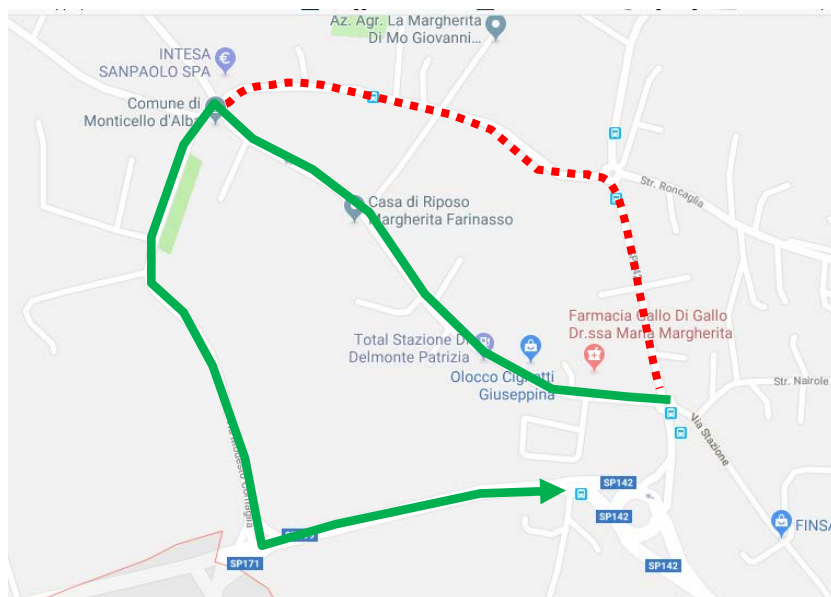 Az. Agr. La Margherita
Di Mo Giovanni...
INTESA
SANPAOLO SPA
Comune di
Monticello d'Alba
Str. Roncaglia
Casa di Riposo
Margherita Farinasso
SP142
Farmacia Gallo Di Gallo
Dr.ssa Maria Margherita
Total Stazione Di
Delmonte Patrizia
Olocco Cignetti
Giuseppina
Str. Nairole
Via Stazione
SP142
SP142
FINSA
SP171
SP142